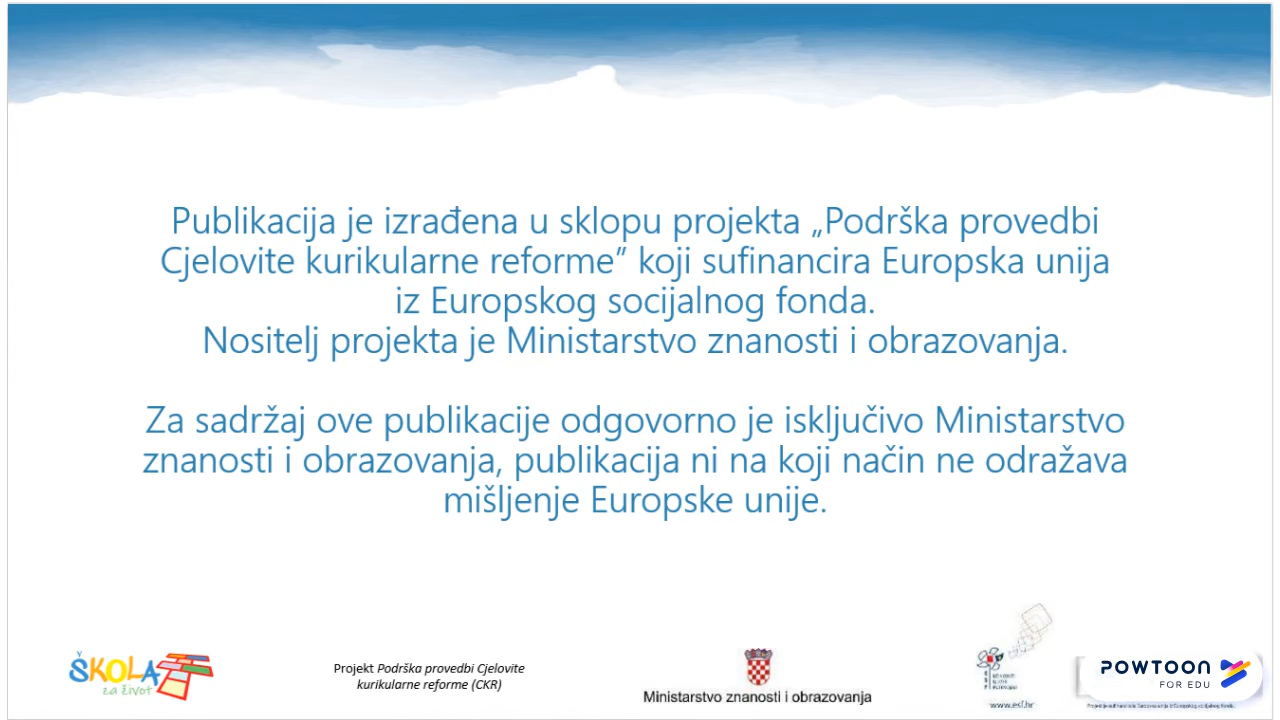 Publikacija je izrađena u sklopu projekta „Podrška provedbi
Cjelovite kurikularne reforme” koji sufinancira Europska unija
iz Europskog socijalnog fonda.
Nositelj projekta je Ministarstvo znanosti i obrazovanja.
Za sadržaj ove publikacije odgovorno je isključivo Ministarstvo
znanosti i obrazovanja, publikacija ni na koji način ne odražava
mišljenje Europske unije.
ŠKOLA
za život
Projekt Podrška provedbi Cjelovite
kurikularne reforme (CKR)
Ministarstvo znanosti i obrazovanja
www.esf.hr
POWTOON
FOR EDU